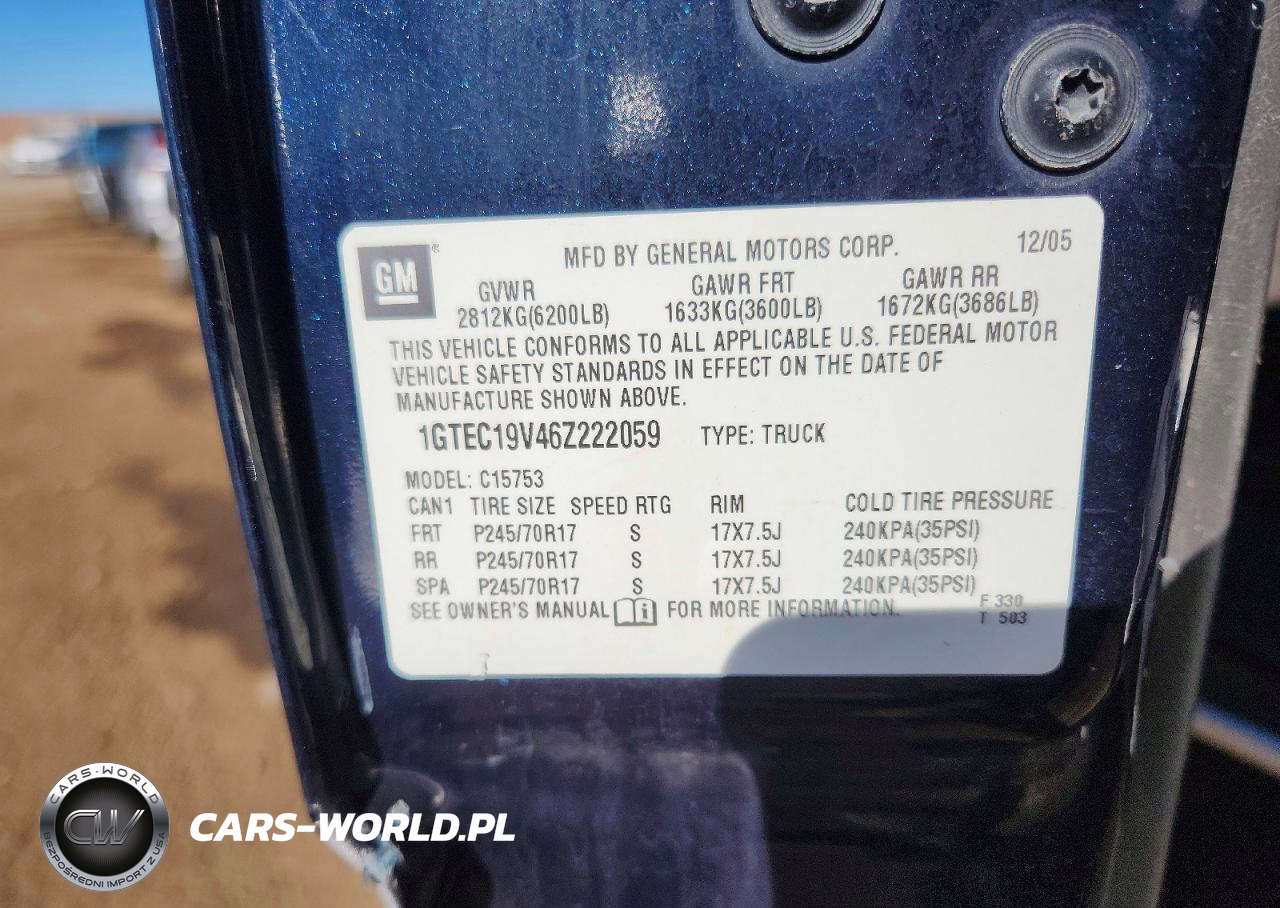 GM
MFD BY GENERAL MOTORS CORP. 12/05
GVWR GAWR FRT GAWR RR
2812KG(6200LB) 1633KG(3600LB) 1672KG(3686LB)
THIS VEHICLE CONFORMS TO ALL APPLICABLE U.S. FEDERAL MOTOR
VEHICLE SAFETY STANDARDS IN EFFECT ON THE DATE OF
MANUFACTURE SHOWN ABOVE.
1GTEC19V46Z222059 TYPE: TRUCK
MODEL: C15753
CAN1 TIRE SIZE SPEED RTG RIM COLD TIRE PRESSURE
FRT P245/70R17 S 17X7.5J 240KPA(35PSI)
RR P245/70R17 S 17X7.5J 240KPA(35PSI)
SPA P245/70R17 S 17X7.5J 240KPA(35PSI)
SEE OWNER'S MANUAL i FOR MORE INFORMATION. F 330
T 503
CARS-WORLD
CW
BEZPOŚREDNI IMPORT Z USA
CARS-WORLD.PL